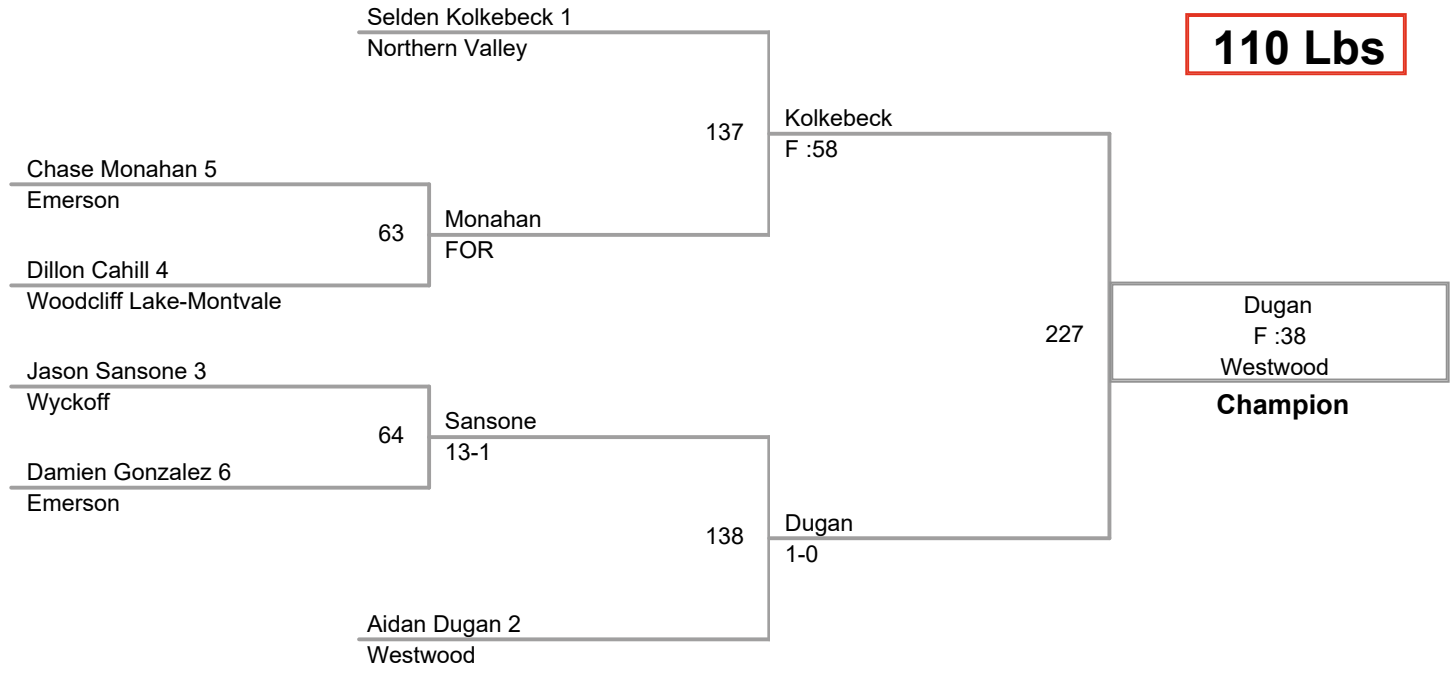 Selden Kolkebeck 1
Northern Valley
110 Lbs
137
Kolkebeck
F :58
Chase Monahan 5
Emerson
63
Monahan
FOR
Dillon Cahill 4
Woodcliff Lake-Montvale
227
Dugan
F :38
Westwood
Champion
Jason Sansone 3
Wyckoff
64
Sansone
13-1
Damien Gonzalez 6
Emerson
138
Dugan
1-0
Aidan Dugan 2
Westwood